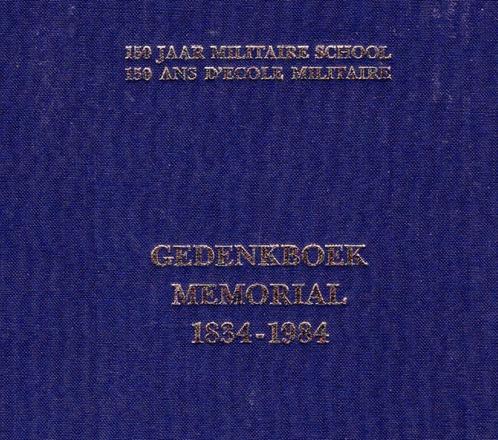 150 JAAR MILITAIRE SCHOOL
150 ANS D'ECOLE MILITAIRE
GEDENKBOEK
MEMORIAL
1834-1984